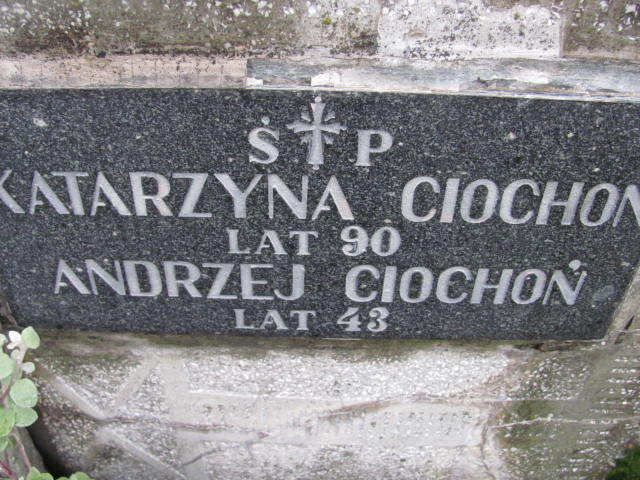 Ś P
KATARZYNA CIOCHOŃ
LAT 90
ANDRZEJ CIOCHOŃ
LAT 43